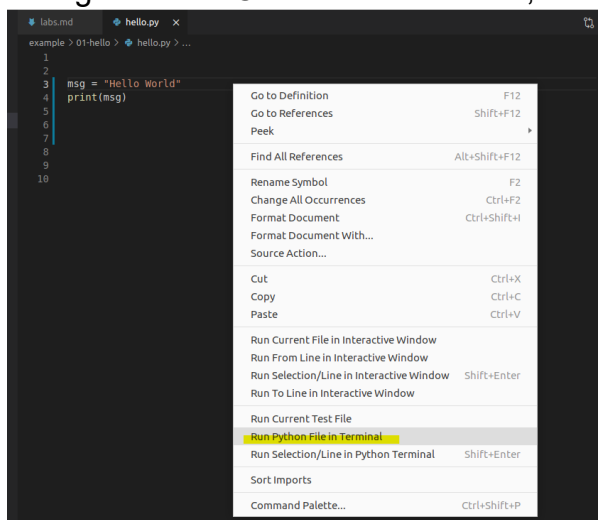 labs.md hello.py ×
example > 01-hello > hello.py > ...
1
2
3 msg = "Hello World"
4 print(msg)
5
6
7
8
9
10
Go to Definition F12
Go to References Shift+F12
Peek
Find All References Alt+Shift+F12
Rename Symbol F2
Change All Occurrences Ctrl+F2
Format Document Ctrl+Shift+I
Format Document With...
Source Action...
Cut Ctrl+X
Copy Ctrl+C
Paste Ctrl+V
Run Current File in Interactive Window
Run From Line in Interactive Window
Run Selection/Line in Interactive Window Shift+Enter
Run To Line in Interactive Window
Run Current Test File
Run Python File in Terminal
Run Selection/Line in Python Terminal Shift+Enter
Sort Imports
Command Palette... Ctrl+Shift+P